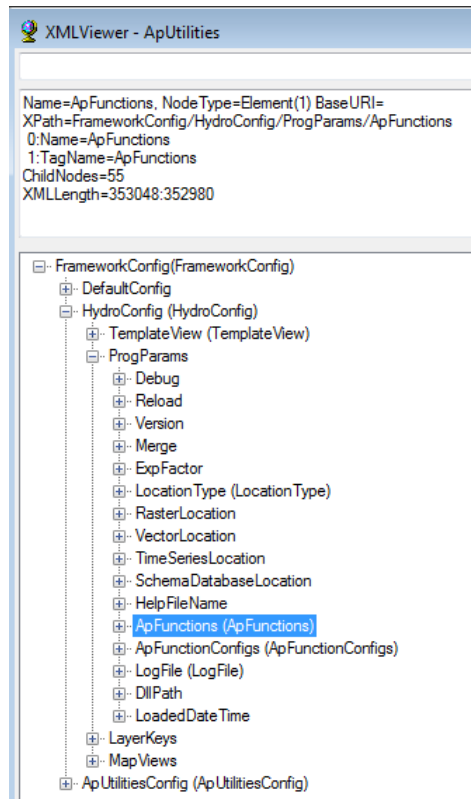 XMLViewer - ApUtilities
Name=ApFunctions, NodeType=Element(1) BaseURI=
XPath=FrameworkConfig/HydroConfig/ProgParams/ApFunctions
0:Name=ApFunctions
1:TagName=ApFunctions
ChildNodes=55
XMLLength=353048:352980
FrameworkConfig(FrameworkConfig)
DefaultConfig
HydroConfig (HydroConfig)
TemplateView (TemplateView)
ProgParams
Debug
Reload
Version
Merge
ExpFactor
LocationType (LocationType)
RasterLocation
VectorLocation
TimeSeriesLocation
SchemaDatabaseLocation
HelpFileName
ApFunctions (ApFunctions)
ApFunctionConfigs (ApFunctionConfigs)
LogFile (LogFile)
DllPath
LoadedDateTime
LayerKeys
MapViews
ApUtilitiesConfig (ApUtilitiesConfig)